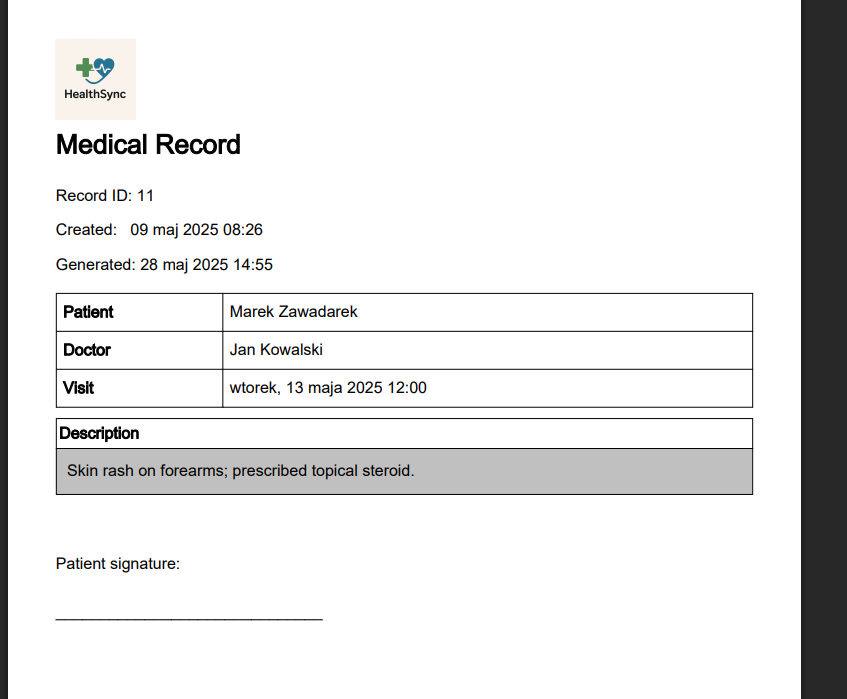 HealthSync
Medical Record
Record ID: 11
Created: 09 maj 2025 08:26
Generated: 28 maj 2025 14:55
Patient Marek Zawadarek
Doctor Jan Kowalski
Visit wtorek, 13 maja 2025 12:00
Description
Skin rash on forearms; prescribed topical steroid.
Patient signature: